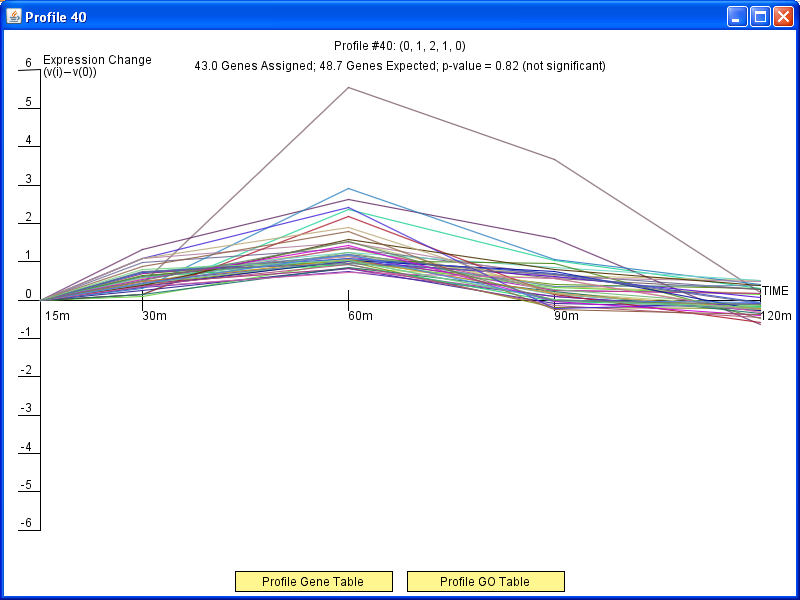 Profile 40
Profile #40: (0, 1, 2, 1, 0)
43.0 Genes Assigned; 48.7 Genes Expected; p-value = 0.82 (not significant)
Expression Change
(v(i)-v(0))
6
5
4
3
2
1
0
-1
-2
-3
-4
-5
-6
TIME
15m 30m 60m 90m 120m
Profile Gene Table Profile GO Table